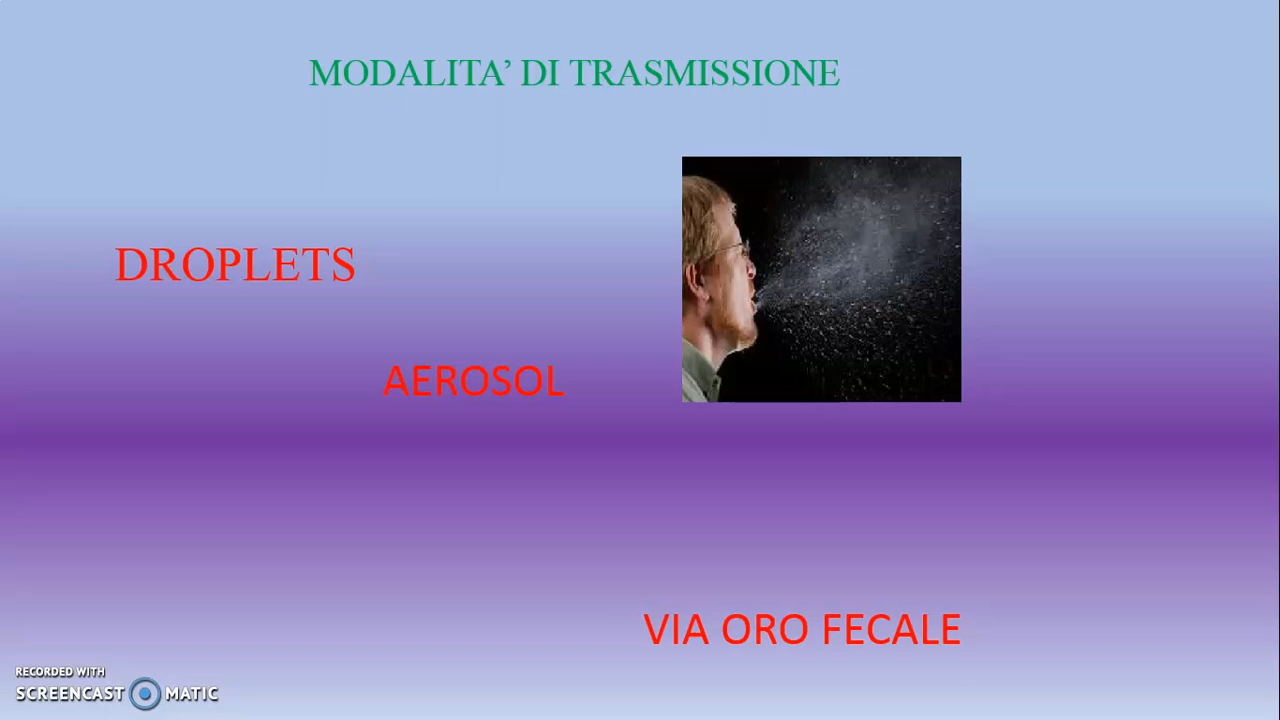 MODALITA’ DI TRASMISSIONE
DROPLETS
AEROSOL
VIA ORO FECALE
RECORDED WITH
SCREENCAST MATIC